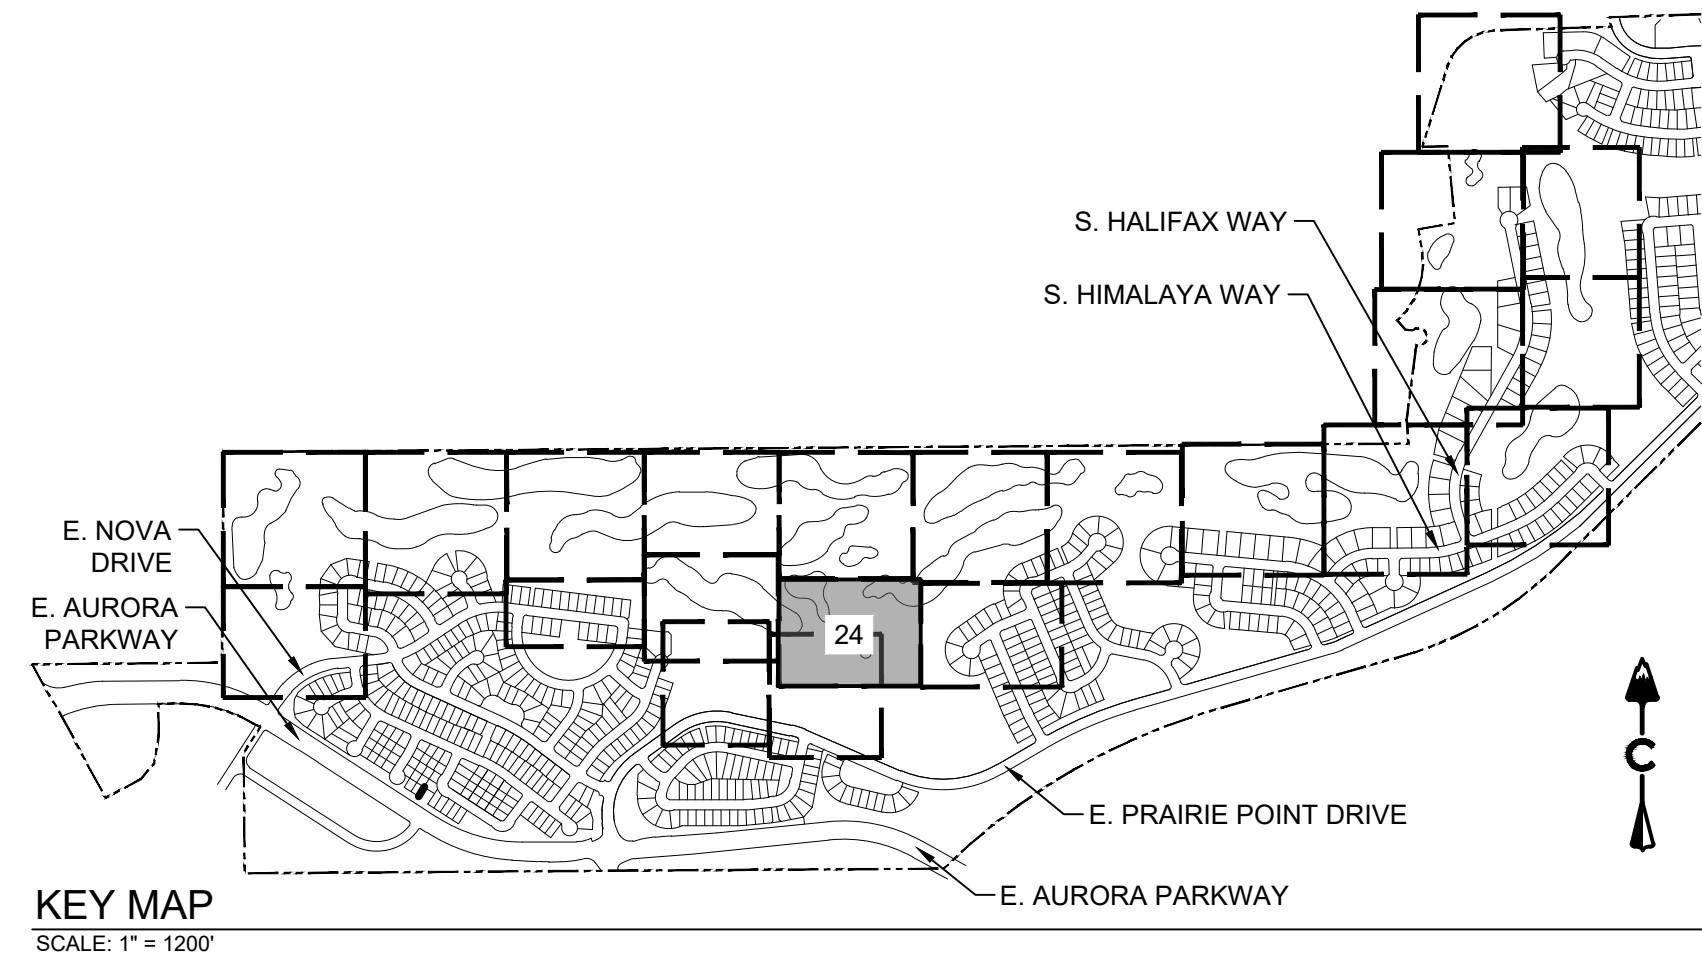 S. HALIFAX WAY
S. HIMALAYA WAY
E. NOVA
DRIVE
E. AURORA
PARKWAY
24
E. PRAIRIE POINT DRIVE
E. AURORA PARKWAY
C
KEY MAP
SCALE: 1" = 1200'